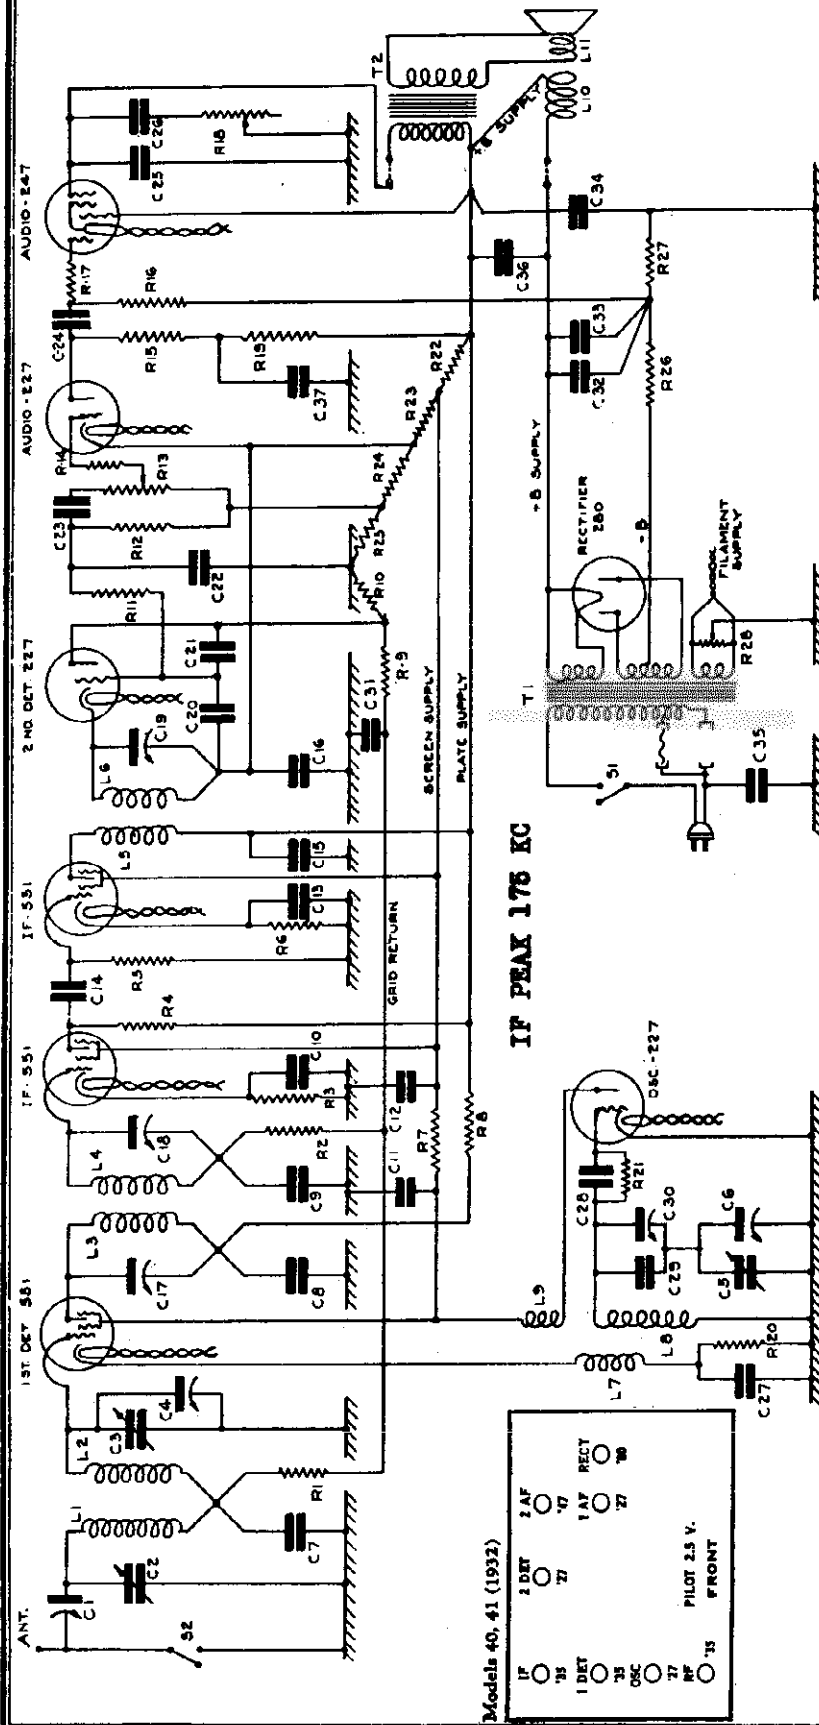 ANT.
1 ST. DET. 551
IF-551
IF-551
2 ND. DET. 227
AUDIO-227
AUDIO-247
C1
C2
S2
L1
L2
C3
C4
C7
R1
L3
C17
C8
L4
C18
C9
R2
R3
C10
C11
C12
R7
R8
C14
R4
R5
R6
C13
C15
L5
L6
C19
C20
C21
C16
C31
R-9
R10
R11
C22
C23
R12
R13
R14
R25
R24
R23
R22
C24
R15
R19
C37
R16
R17
C25
C26
R18
T2
+B SUPPLY
L10
L11
GRID RETURN
SCREEN SUPPLY
PLATE SUPPLY
IF PEAK 175 KC
L9
L7
L8
C27
R20
C28
R21
C29
C30
C5
C6
OSC.-227
S1
C35
T1
+B SUPPLY
RECTIFIER
280
-B
R28
FILAMENT
SUPPLY
C32
C33
C36
C34
R26
R27
Models 40, 41 (1932)
IF
'35
2 DET
'27
2 AF
'47
1 DET
'35
1 AF
'27
RECT
'80
OSC
'27
RF
'35
PILOT 2.5 V.
FRONT